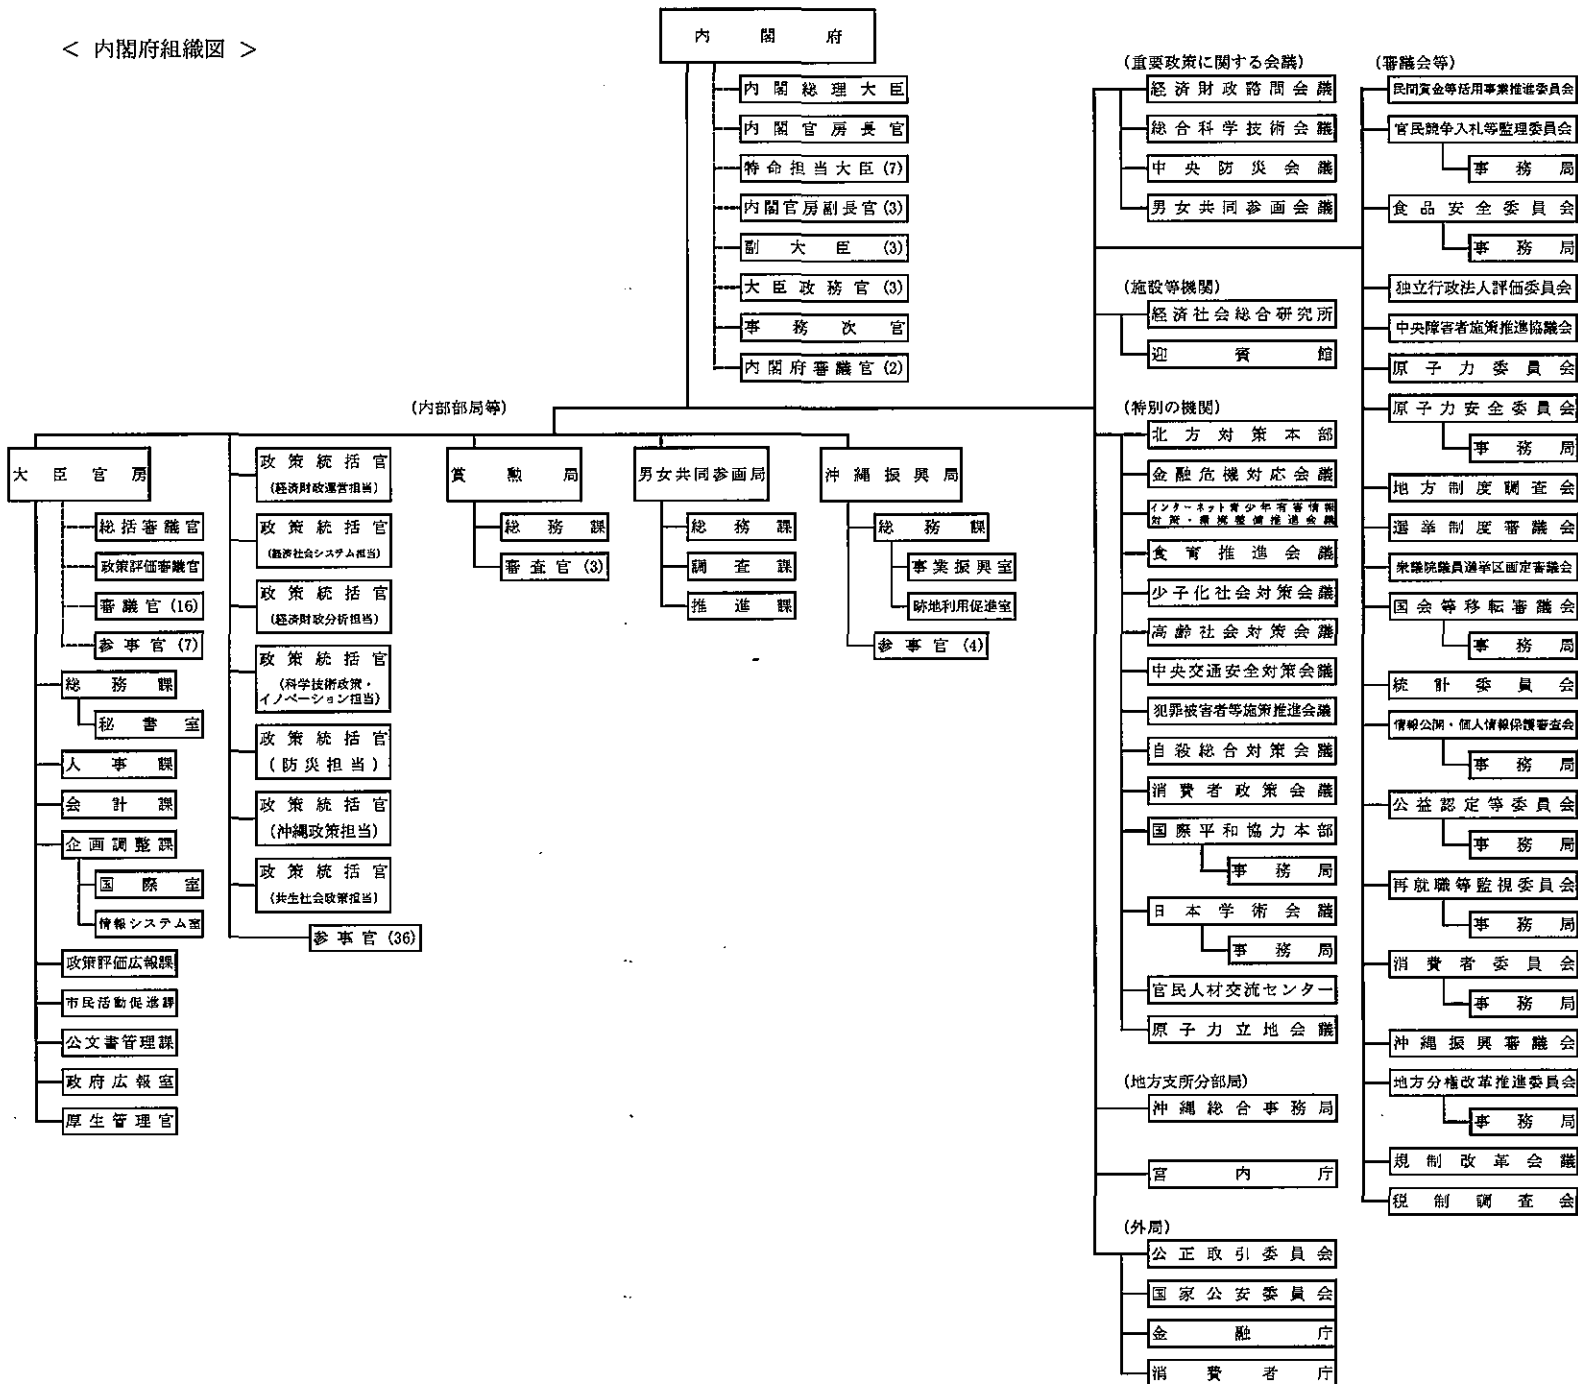 ＜ 内閣府組織図 ＞
内閣府
内閣総理大臣
内閣官房長官
特命担当大臣(7)
内閣官房副長官(3)
副大臣(3)
大臣政務官(3)
事務次官
内閣府審議官(2)
(内部部局等)
大臣官房
総括審議官
政策評価審議官
審議官(16)
参事官(7)
総務課
秘書室
人事課
会計課
企画調整課
国際室
情報システム室
政策評価広報課
市民活動促進課
公文書管理課
政府広報室
厚生管理官
政策統括官
(経済財政運営担当)
政策統括官
(経済社会システム担当)
政策統括官
(経済財政分析担当)
政策統括官
(科学技術政策・
イノベーション担当)
政策統括官
(防災担当)
政策統括官
(沖縄政策担当)
政策統括官
(共生社会政策担当)
参事官(36)
賞勲局
総務課
審査官(3)
男女共同参画局
総務課
調査課
推進課
沖縄振興局
総務課
事業振興室
跡地利用促進室
参事官(4)
(重要政策に関する会議)
経済財政諮問会議
総合科学技術会議
中央防災会議
男女共同参画会議
(施設等機関)
経済社会総合研究所
迎賓館
(特別の機関)
北方対策本部
金融危機対応会議
インターネット青少年有害情報
対策・環境整備推進会議
食育推進会議
少子化社会対策会議
高齢社会対策会議
中央交通安全対策会議
犯罪被害者等施策推進会議
自殺総合対策会議
消費者政策会議
国際平和協力本部
事務局
日本学術会議
事務局
官民人材交流センター
原子力立地会議
(地方支分部局)
沖縄総合事務局
宮内庁
(外局)
公正取引委員会
国家公安委員会
金融庁
消費者庁
(審議会等)
民間資金等活用事業推進委員会
官民競争入札等監理委員会
事務局
食品安全委員会
事務局
独立行政法人評価委員会
中央障害者施策推進協議会
原子力委員会
原子力安全委員会
事務局
地方制度調査会
選挙制度審議会
衆議院議員選挙区画定審議会
国会等移転審議会
事務局
統計委員会
情報公開・個人情報保護審査会
事務局
公益認定等委員会
事務局
再就職等監視委員会
事務局
消費者委員会
事務局
沖縄振興審議会
地方分権改革推進委員会
事務局
規制改革会議
税制調査会